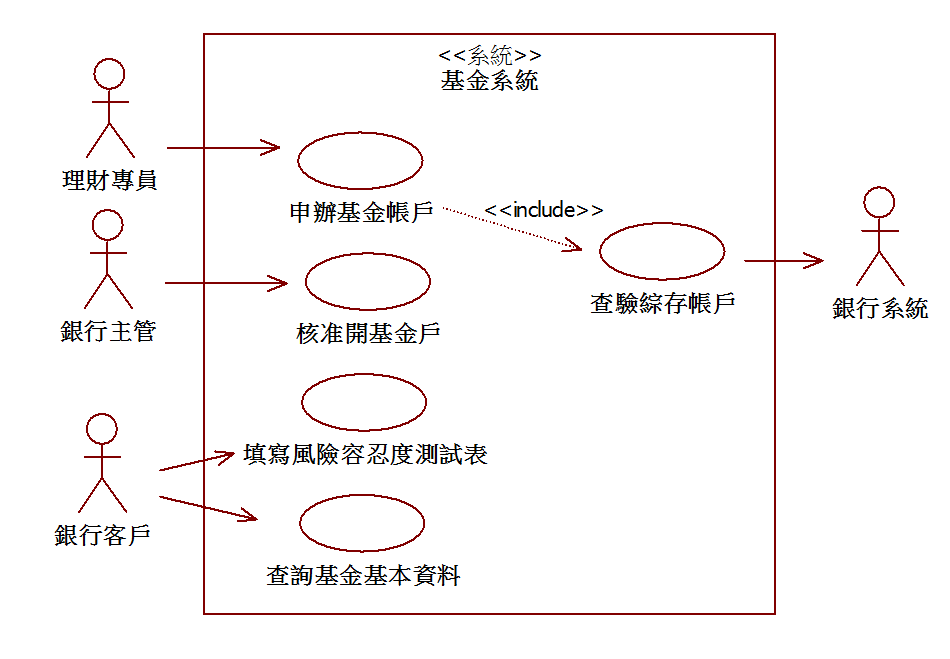 <<系統>>
基金系統
理財專員
申辦基金帳戶
<<include>>
查驗綜存帳戶
銀行系統
銀行主管
核准開基金戶
填寫風險容忍度測試表
銀行客戶
查詢基金基本資料